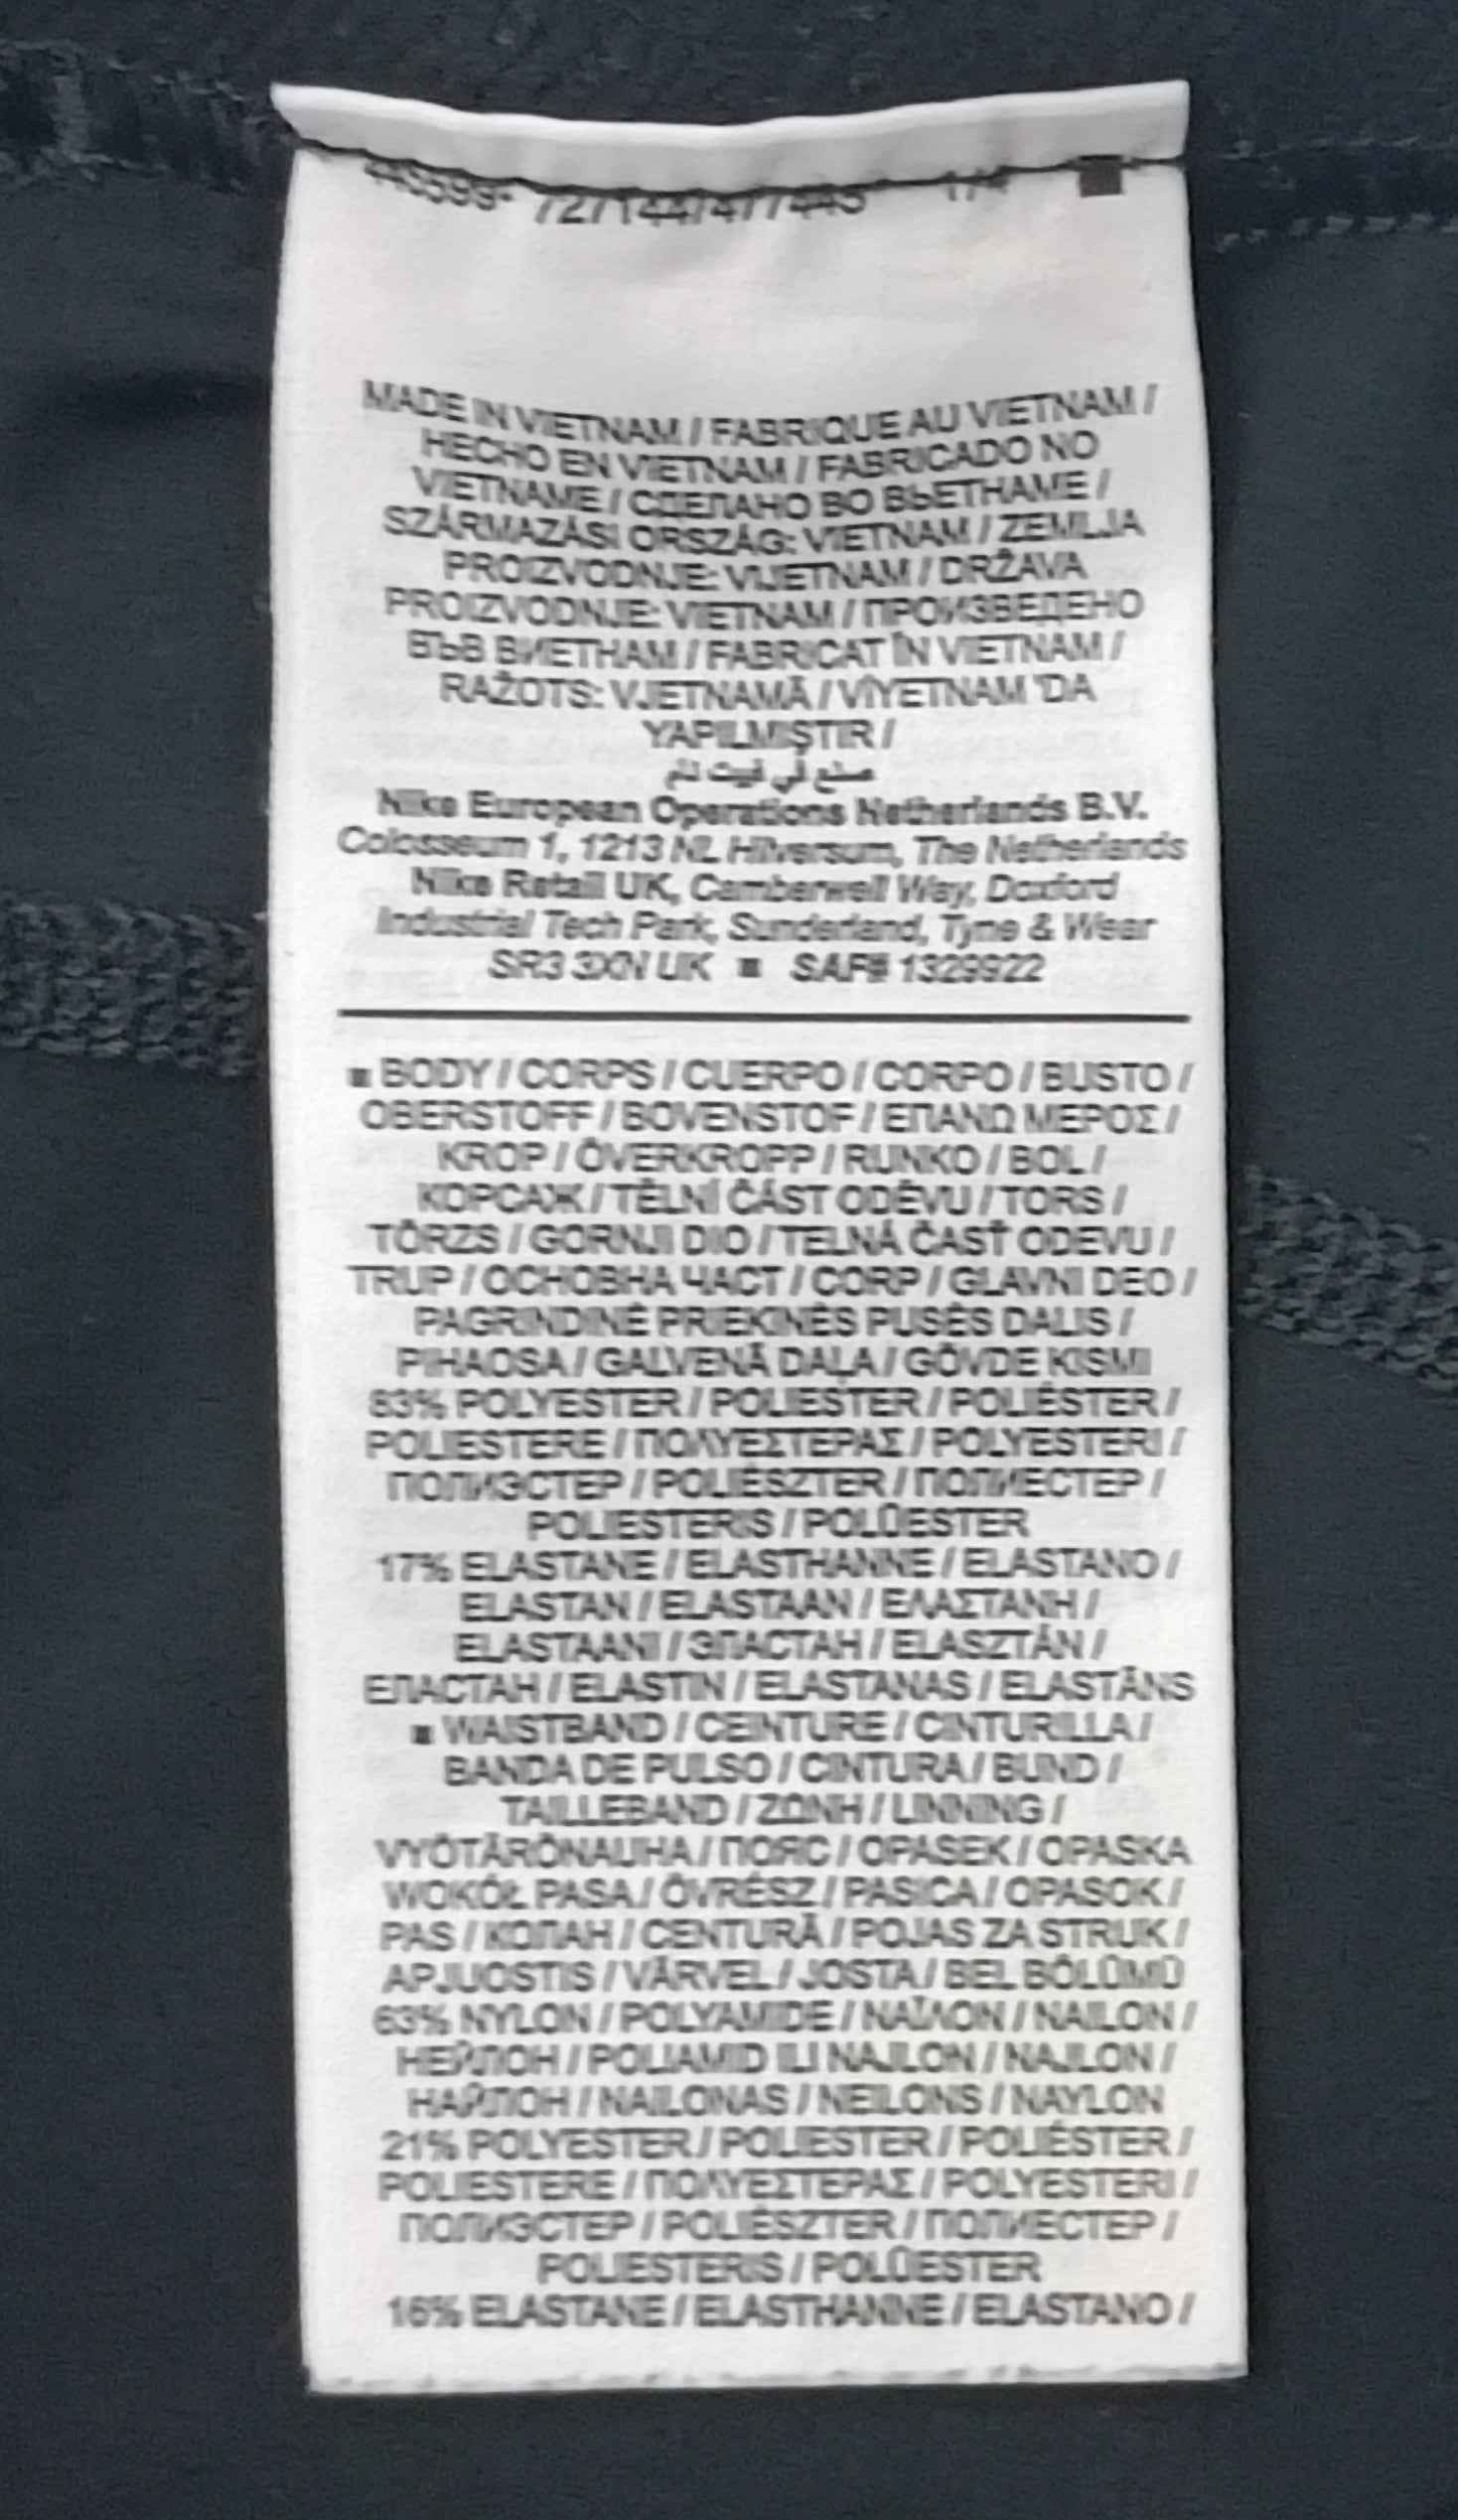 MADE IN VIETNAM / FABRIQUE AU VIETNAM /
HECHO EN VIETNAM / FABRICADO NO
VIETNAME / СДЕЛАНО ВО ВЬЕТНАМЕ /
SZÁRMAZÁSI ORSZÁG: VIETNAM / ZEMLJA
PROIZVODNJE: VIJETNAM / DRŽAVA
PROIZVODNJE: VIETNAM / ПРОИЗВЕДЕНО
ВЪВ ВИЕТНАМ / FABRICAT ÎN VIETNAM /
RAŽOTS: VJETNAMĀ / VİYETNAM 'DA
YAPILMIŞTIR /
صنع في فيت نام
Nike European Operations Netherlands B.V.
Colosseum 1, 1213 NL Hilversum, The Netherlands
Nike Retail UK, Camberwell Way, Doxford
Industrial Tech Park, Sunderland, Tyne & Wear
SR3 3XN UK ■ SAF# 1329922
■ BODY / CORPS / CUERPO / CORPO / BUSTO /
OBERSTOFF / BOVENSTOF / ΕΠΑΝΩ ΜΕΡΟΣ /
KROP / ÖVERKROPP / RUNKO / BOL /
КОРСАЖ / TĚLNÍ ČÁST ODĚVU / TORS /
TÖRZS / GORNJI DIO / TELNÁ ČASŤ ODEVU /
TRUP / ОСНОВНА ЧАСТ / CORP / GLAVNI DEO /
PAGRINDINĖ PRIEKINĖS PUSĖS DALIS /
PIHAOSA / GALVENĀ DAĻA / GÖVDE KISMI
83% POLYESTER / POLIESTER / POLIÉSTER /
POLIESTERE / ΠΟΛΥΕΣΤΕΡΑΣ / POLYESTERI /
ПОЛИЭСТЕР / POLIÉSZTER / ПОЛИЕСТЕР /
POLIESTERIS / POLÜESTER
17% ELASTANE / ELASTHANNE / ELASTANO /
ELASTAN / ELASTAAN / ΕΛΑΣΤΑΝΗ /
ELASTAANI / ЭЛАСТАН / ELASZTÁN /
ЕЛАСТАН / ELASTIN / ELASTANAS / ELASTĀNS
■ WAISTBAND / CEINTURE / CINTURILLA /
BANDA DE PULSO / CINTURA / BUND /
TAILLEBAND / ΖΩΝΗ / LINNING /
VYÖTÄRÖNAUHA / ПОЯС / OPASEK / OPASKA
WOKÓŁ PASA / ÖVRÉSZ / PASICA / OPASOK /
PAS / КОЛАН / CENTURĂ / POJAS ZA STRUK /
APJUOSTIS / VÄRVEL / JOSTA / BEL BÖLÜMÜ
63% NYLON / POLYAMIDE / ΝΑΪΛΟΝ / NAILON /
НЕЙЛОН / POLIAMID ILI NAJLON / NAJLON /
НАЙЛОН / NAILONAS / NEILONS / NAYLON
21% POLYESTER / POLIESTER / POLIÉSTER /
POLIESTERE / ΠΟΛΥΕΣΤΕΡΑΣ / POLYESTERI /
ПОЛИЭСТЕР / POLIÉSZTER / ПОЛИЕСТЕР /
POLIESTERIS / POLÜESTER
16% ELASTANE / ELASTHANNE / ELASTANO /